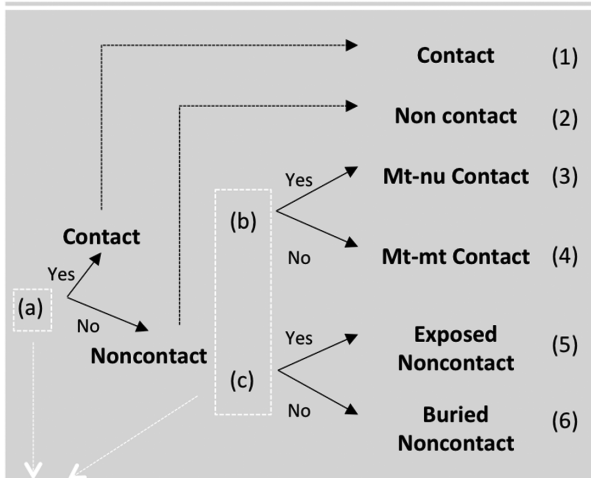 Contact (1)
Non contact (2)
Yes
Mt-nu Contact (3)
(b)
No
Mt-mt Contact (4)
Contact
Yes
(a)
No
Noncontact
Yes
Exposed
Noncontact
(5)
(c)
No
Buried
Noncontact
(6)